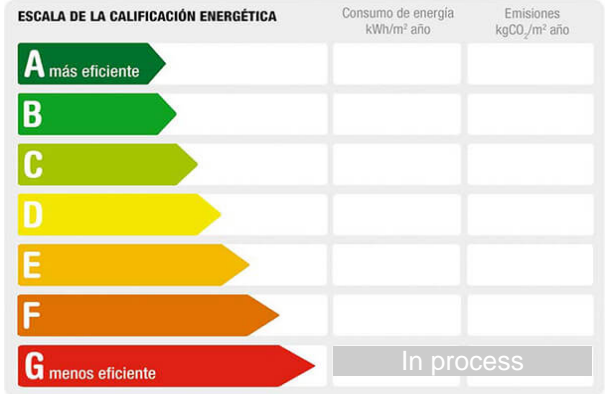 ESCALA DE LA CALIFICACIÓN ENERGÉTICA
Consumo de energía
kWh/m² año
Emisiones
kgCO₂/m² año
A más eficiente
B
C
D
E
F
G menos eficiente
In process